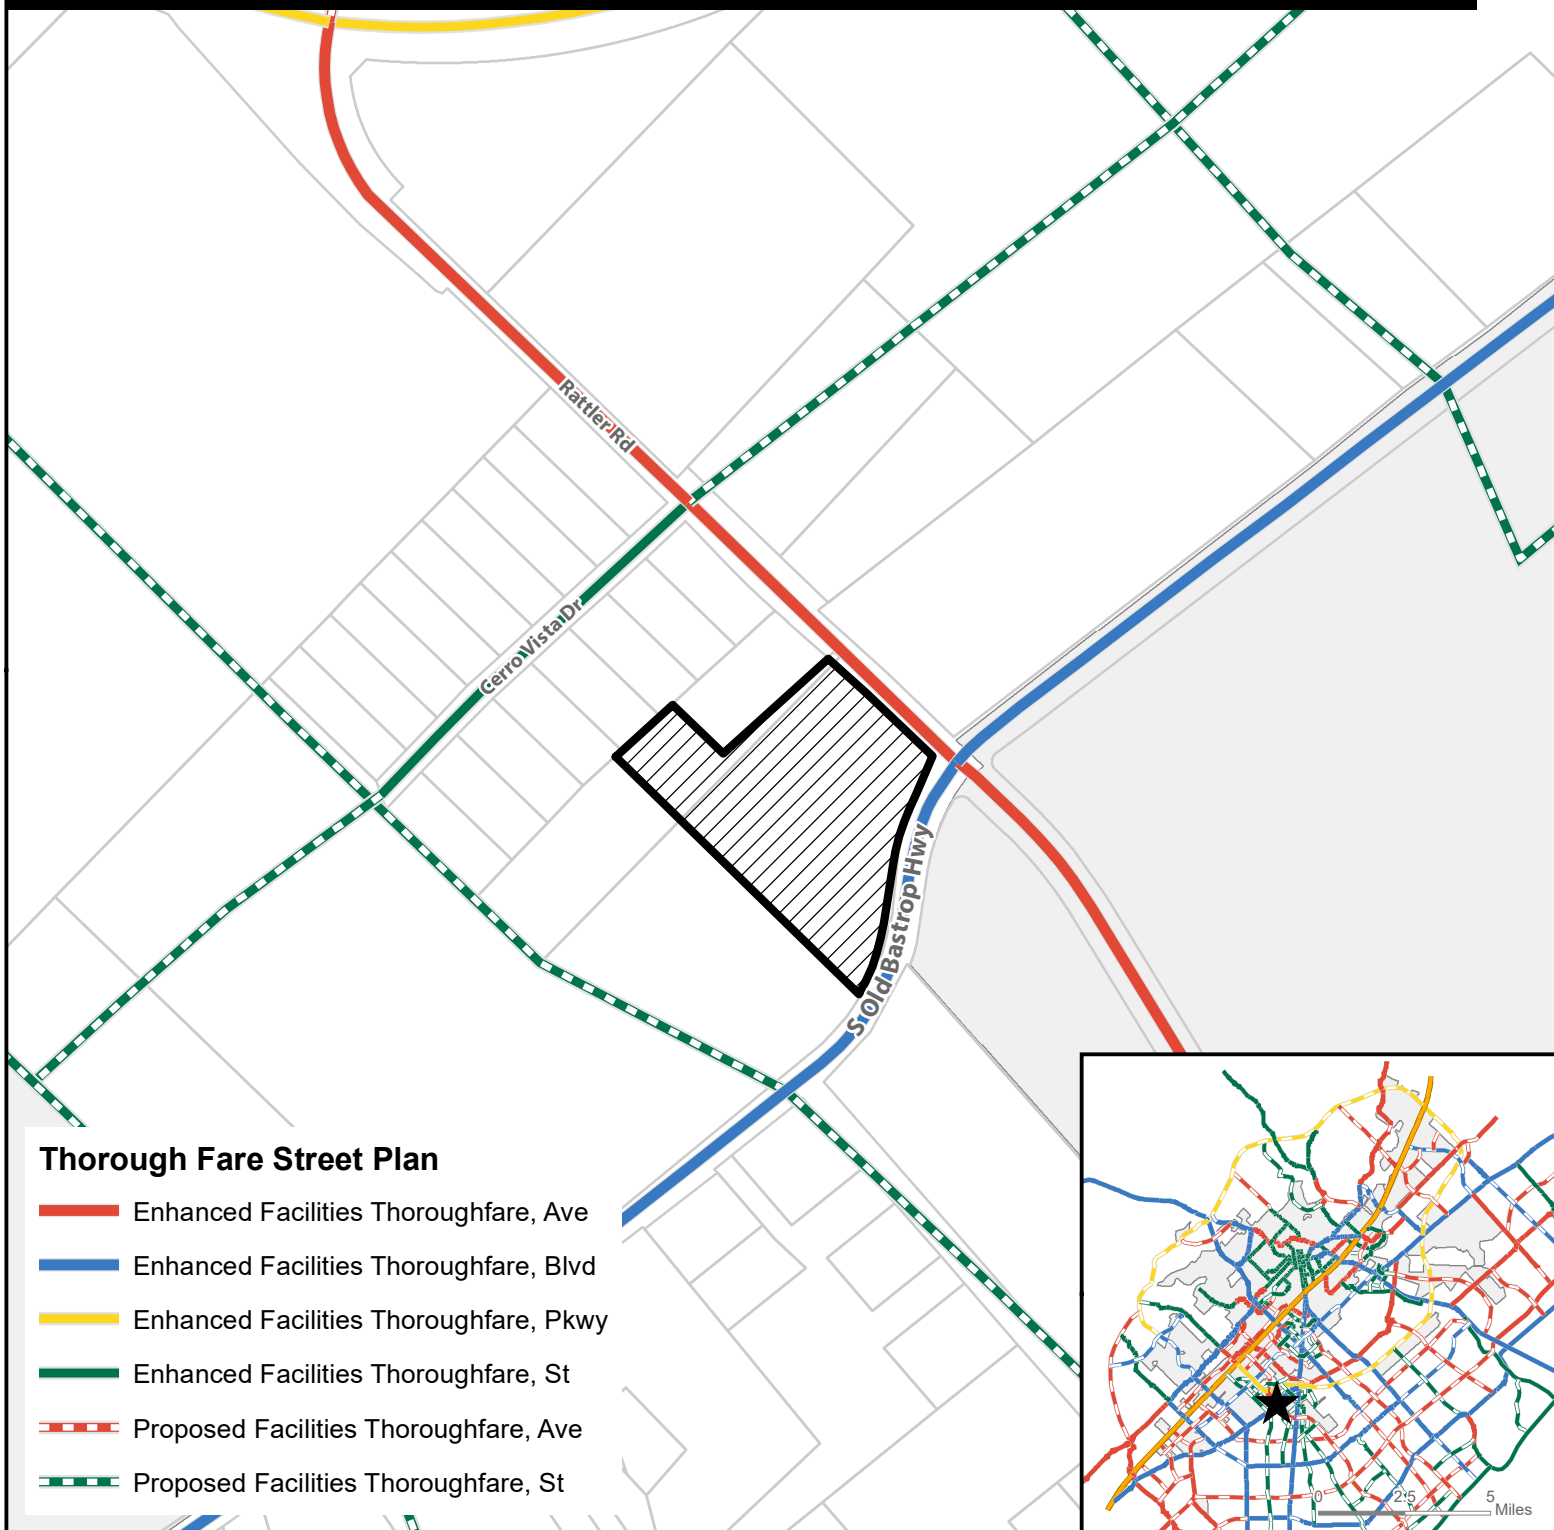 Rattler Rd
Cerro Vista Dr
S Old Bastrop Hwy
Thorough Fare Street Plan
Enhanced Facilities Thoroughfare, Ave
Enhanced Facilities Thoroughfare, Blvd
Enhanced Facilities Thoroughfare, Pkwy
Enhanced Facilities Thoroughfare, St
Proposed Facilities Thoroughfare, Ave
Proposed Facilities Thoroughfare, St
0 2.5 5
Miles